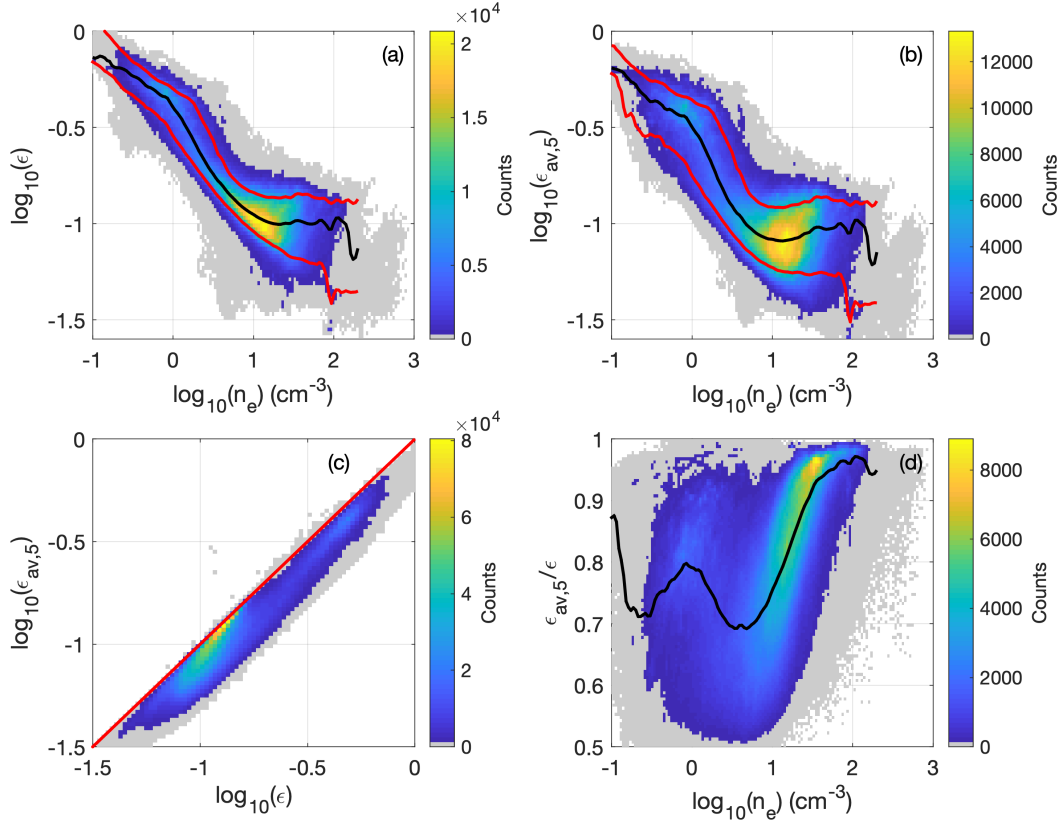 ×10⁴
(a)
0
-0.5
-1
-1.5
log₁₀(ϵ)
-1 0 1 2 3
log₁₀(nₑ) (cm⁻³)
2
1.5
1
0.5
0
Counts
(b)
0
-0.5
-1
-1.5
log₁₀(ϵₐᵥ,₅)
-1 0 1 2 3
log₁₀(nₑ) (cm⁻³)
12000
10000
8000
6000
4000
2000
0
Counts
×10⁴
(c)
0
-0.5
-1
-1.5
log₁₀(ϵₐᵥ,₅)
-1.5 -1 -0.5 0
log₁₀(ϵ)
8
6
4
2
0
Counts
(d)
1
0.9
0.8
0.7
0.6
0.5
ϵₐᵥ,₅/ϵ
-1 0 1 2 3
log₁₀(nₑ) (cm⁻³)
8000
6000
4000
2000
0
Counts